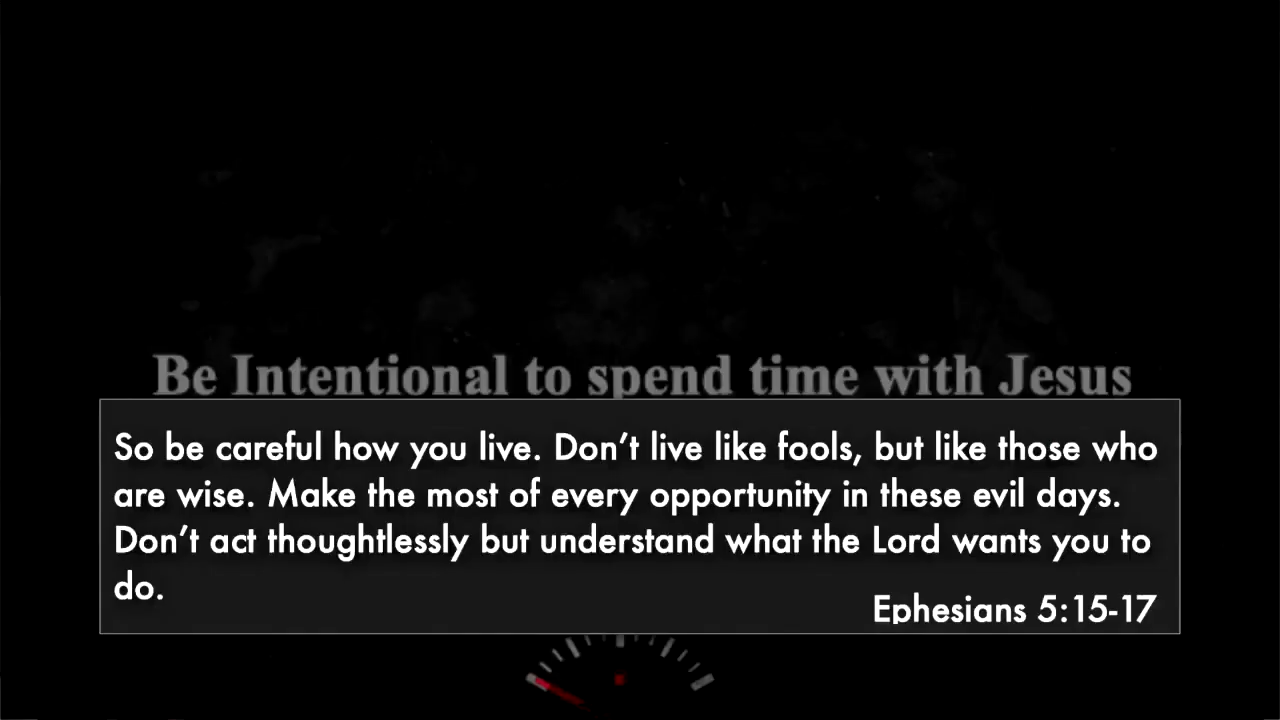 Be Intentional to spend time with Jesus
So be careful how you live. Don’t live like fools, but like those who
are wise. Make the most of every opportunity in these evil days.
Don’t act thoughtlessly but understand what the Lord wants you to
do.
Ephesians 5:15-17